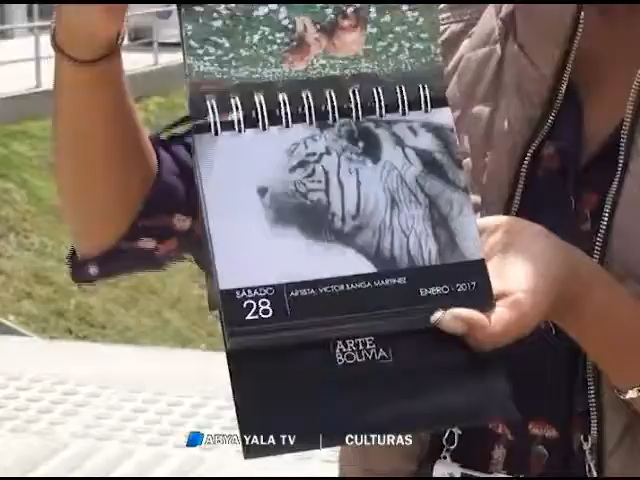 SÁBADO
28
ARTISTA: VICTOR BANGA MARTINEZ
ENERO - 2017
ARTE
BOLIVIA
ABYA YALA TV | CULTURAS